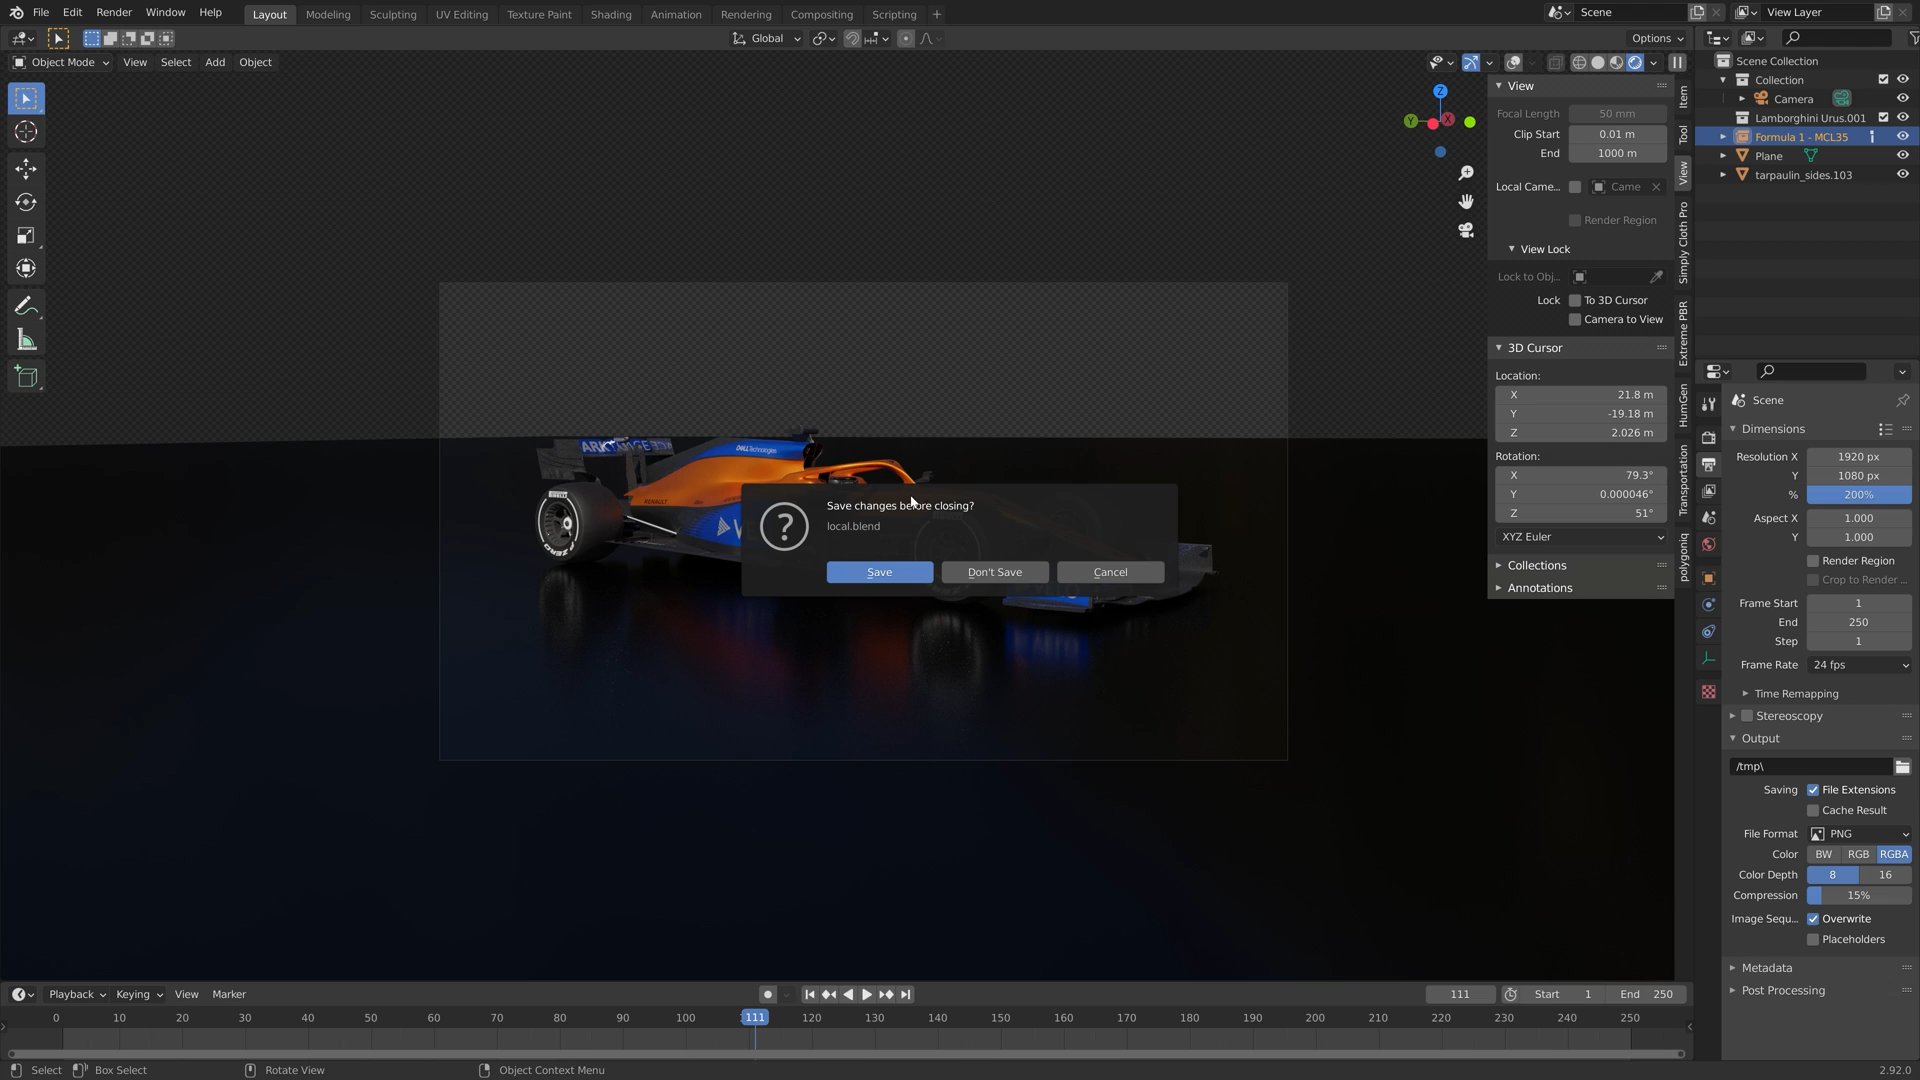 File Edit Render Window Help Layout Modeling Sculpting UV Editing Texture Paint Shading Animation Rendering Compositing Scripting + Scene View Layer
Global Options
Object Mode View Select Add Object
Scene Collection
Collection
Camera
Lamborghini Urus.001
Formula 1 - MCL35
Plane
tarpaulin_sides.103
Z
Y
X
View
Focal Length 50 mm
Clip Start 0.01 m
End 1000 m
Local Came... Came
Render Region
View Lock
Lock to Obj...
Lock To 3D Cursor
Camera to View
3D Cursor
Location:
X 21.8 m
Y -19.18 m
Z 2.026 m
Rotation:
X 79.3°
Y 0.000046°
Z 51°
XYZ Euler
Collections
Annotations
Item
Tool
View
Simply Cloth Pro
Extreme PBR
HumGen
Transportation
polygoniq
Scene
Dimensions
Resolution X 1920 px
Y 1080 px
% 200%
Aspect X 1.000
Y 1.000
Render Region
Crop to Render ...
Frame Start 1
End 250
Step 1
Frame Rate 24 fps
Time Remapping
Stereoscopy
Output
/tmp\
Saving File Extensions
Cache Result
File Format PNG
Color BW RGB RGBA
Color Depth 8 16
Compression 15%
Image Sequ... Overwrite
Placeholders
Metadata
Post Processing
DELL Technologies
RENAULT
ZERO
Save changes before closing?
local.blend
Save Don't Save Cancel
Playback Keying View Marker 111 Start 1 End 250
0 10 20 30 40 50 60 70 80 90 100 111 120 130 140 150 160 170 180 190 200 210 220 230 240 250
Select Box Select Rotate View Object Context Menu 2.92.0